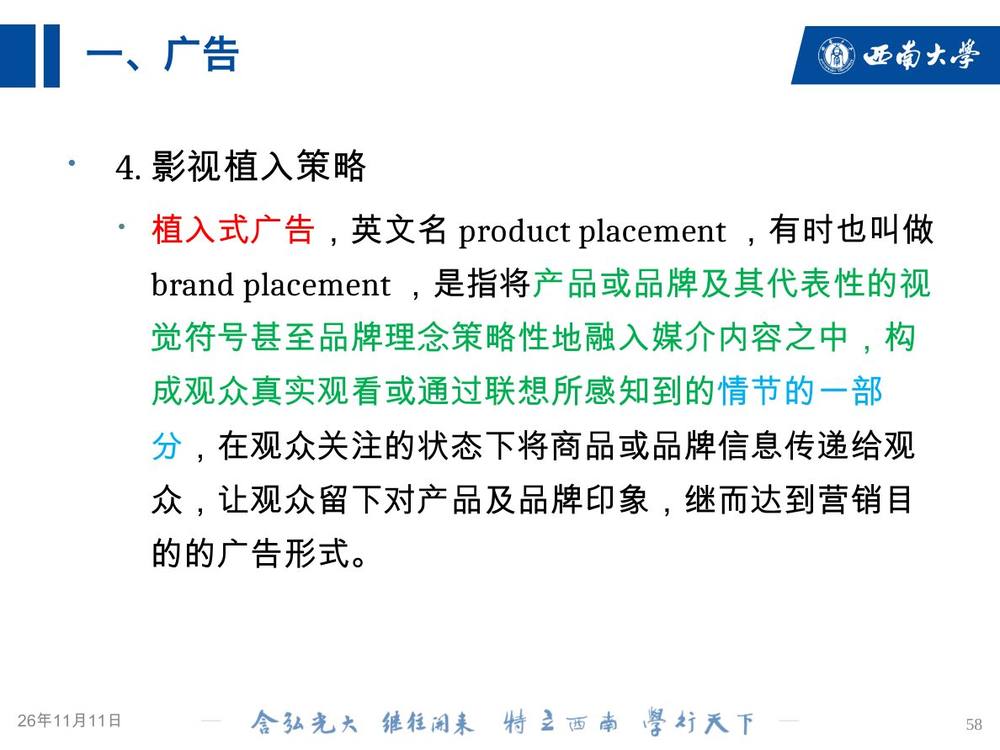 一、广告
西南大学
• 4. 影视植入策略
• 植入式广告，英文名 product placement ，有时也叫做
brand placement ，是指将产品或品牌及其代表性的视
觉符号甚至品牌理念策略性地融入媒介内容之中，构
成观众真实观看或通过联想所感知到的情节的一部
分，在观众关注的状态下将商品或品牌信息传递给观
众，让观众留下对产品及品牌印象，继而达到营销目
的的广告形式。
26年11月11日
含弘光大 继往开来 特立西南 学行天下
58